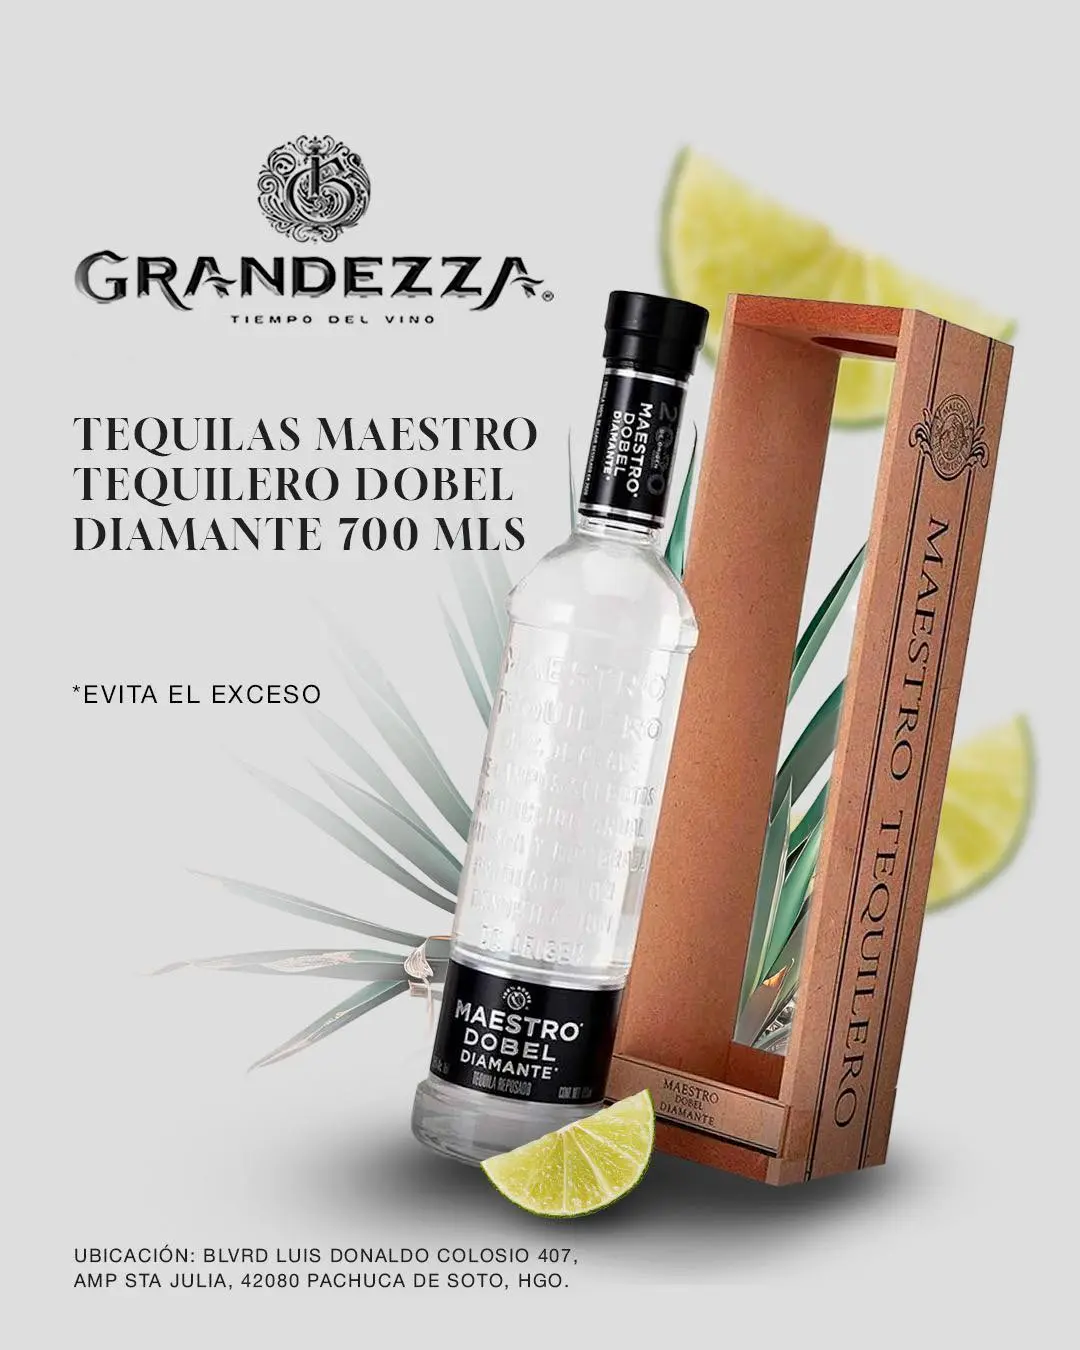 GRANDEZZA®
TIEMPO DEL VINO
TEQUILAS MAESTRO
TEQUILERO DOBEL
DIAMANTE 700 MLS
*EVITA EL EXCESO
MAESTRO
DOBEL
DIAMANTE
MAESTRO
TEQUILERO
MAESTRO
DOBEL
DIAMANTE
TEQUILA REPOSADO
MAESTRO TEQUILERO
MAESTRO
DOBEL
DIAMANTE
UBICACIÓN: BLVRD LUIS DONALDO COLOSIO 407,
AMP STA JULIA, 42080 PACHUCA DE SOTO, HGO.